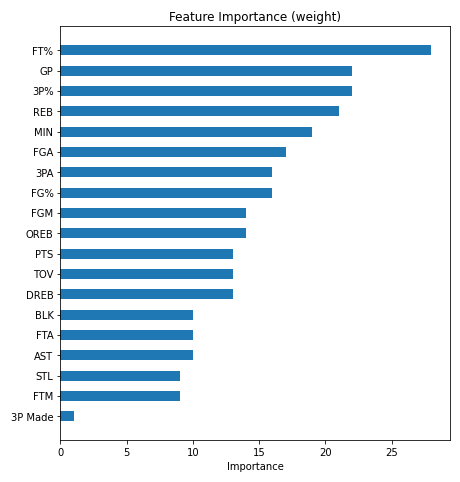 Feature Importance (weight)
FT%
GP
3P%
REB
MIN
FGA
3PA
FG%
FGM
OREB
PTS
TOV
DREB
BLK
FTA
AST
STL
FTM
3P Made
0 5 10 15 20 25
Importance